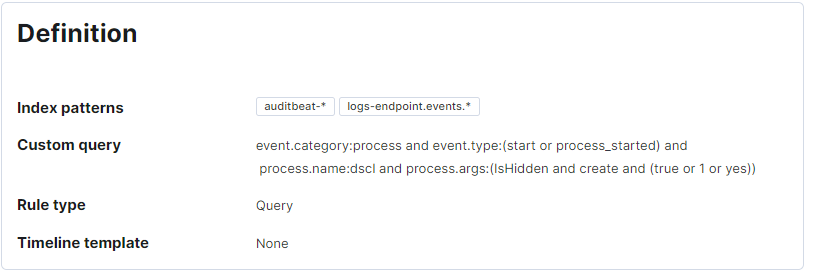 Definition
Index patterns auditbeat-* logs-endpoint.events.*
Custom query event.category:process and event.type:(start or process_started) and
process.name:dscl and process.args:(IsHidden and create and (true or 1 or yes))
Rule type Query
Timeline template None